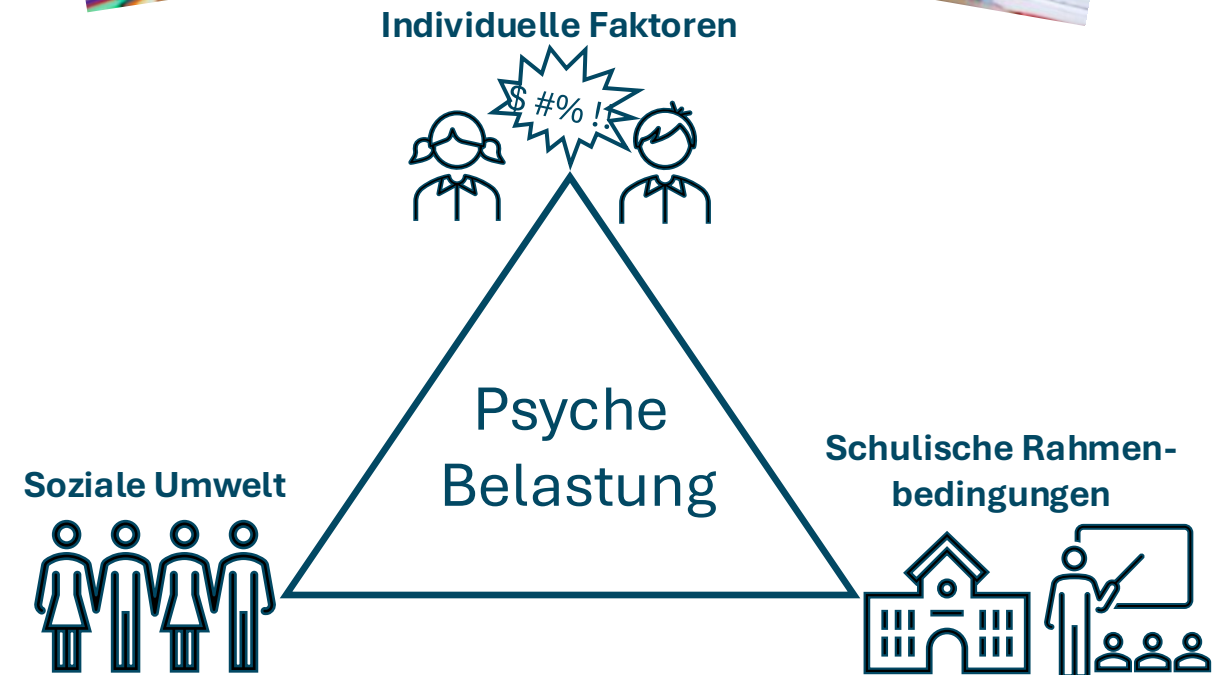 Individuelle Faktoren
$ #% !!
Psyche
Belastung
Soziale Umwelt
Schulische Rahmen-
bedingungen